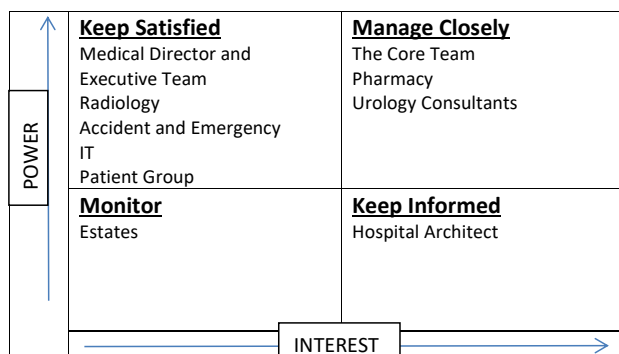 Keep Satisfied
Medical Director and
Executive Team
Radiology
Accident and Emergency
IT
Patient Group
Manage Closely
The Core Team
Pharmacy
Urology Consultants
POWER
Monitor
Estates
Keep Informed
Hospital Architect
INTEREST